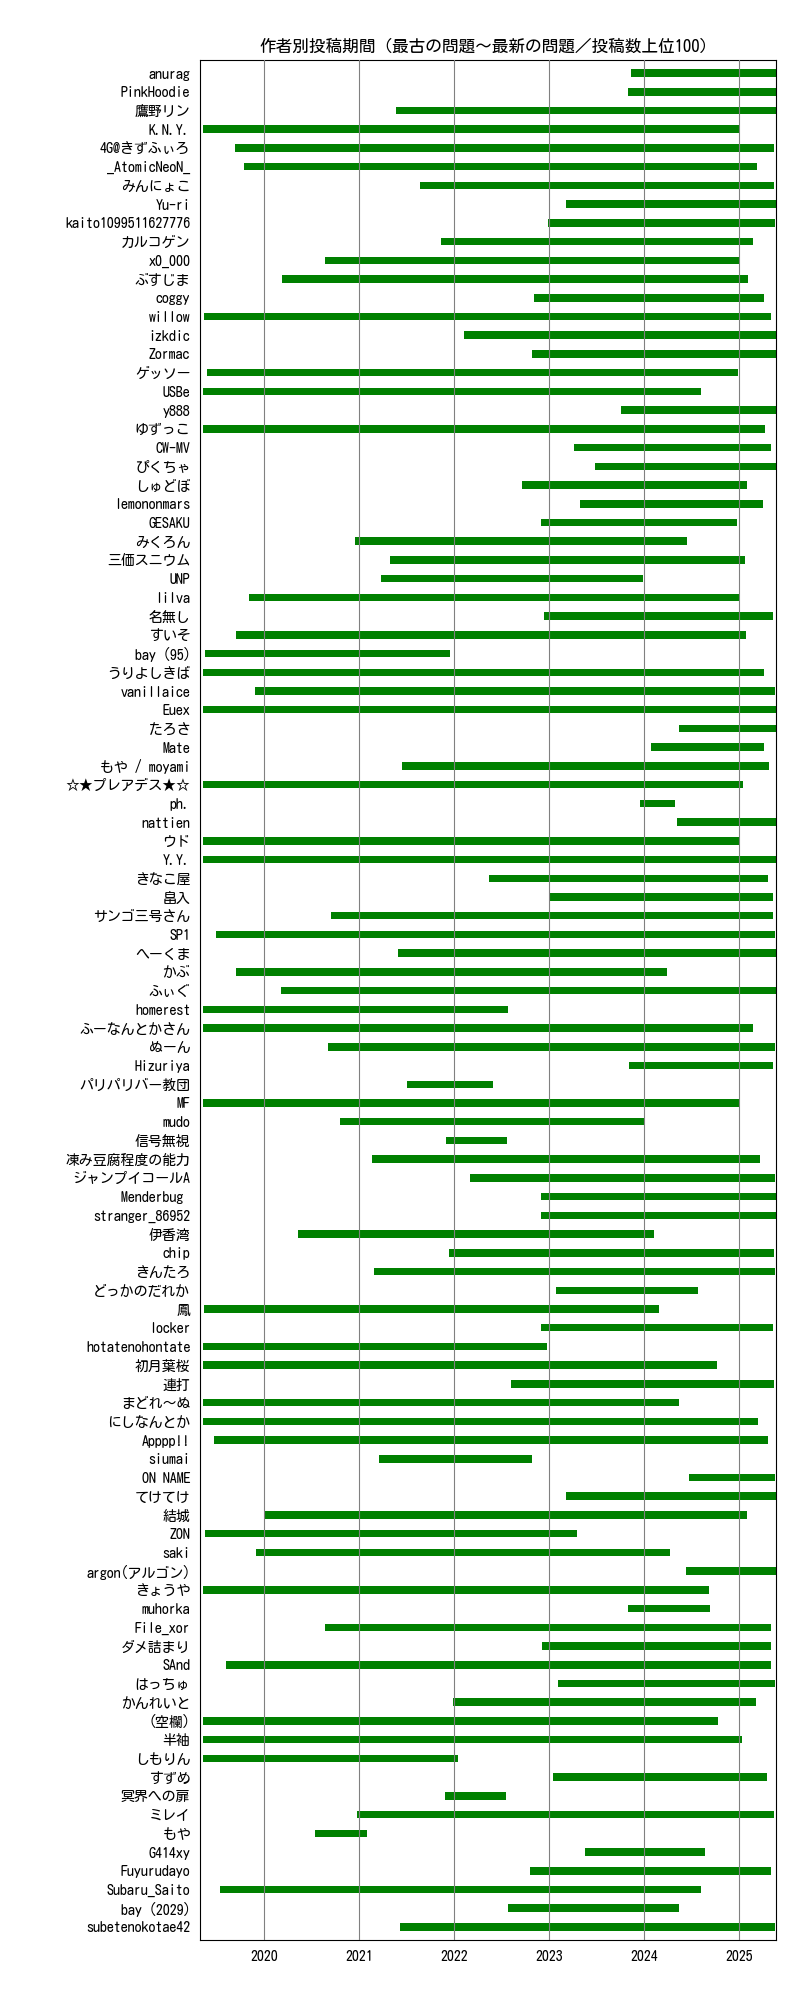 作者別投稿期間 (最古の問題～最新の問題／投稿数上位100)
anurag
PinkHoodie
鷹野リン
K.N.Y.
4G@きずふぃろ
_AtomicNeoN_
みんにょこ
Yu-ri
kaito1099511627776
カルコゲン
x0_000
ぶすじま
coggy
willow
izkdic
Zormac
ゲッソー
USBe
y888
ゆずっこ
CW-MV
ぴくちゃ
しゅどぼ
lemononmars
GESAKU
みくろん
三価スニウム
UNP
lilva
名無し
すいそ
bay (95)
うりよしきば
vanillaice
Euex
たろさ
Mate
もや / moyami
☆★プレアデス★☆
ph.
nattien
ウド
Y.Y.
きなこ屋
畠入
サンゴ三号さん
SP1
へーくま
かぶ
ふぃぐ
homerest
ふーなんとかさん
ぬーん
Hizuriya
パリパリバー教団
MF
mudo
信号無視
凍み豆腐程度の能力
ジャンプイコールA
Menderbug
stranger_86952
伊香湾
chip
きんたろ
どっかのだれか
鳳
locker
hotatenohontate
初月葉桜
連打
まどれ～ぬ
にしなんとか
Appppll
siumai
ON NAME
てけてけ
結城
ZON
saki
argon(アルゴン)
きょうや
muhorka
File_xor
ダメ詰まり
SAnd
はっちゅ
かんれいと
(空欄)
半袖
しもりん
すずめ
冥界への扉
ミレイ
もや
G414xy
Fuyurudayo
Subaru_Saito
bay (2029)
subetenokotae42
2020 2021 2022 2023 2024 2025